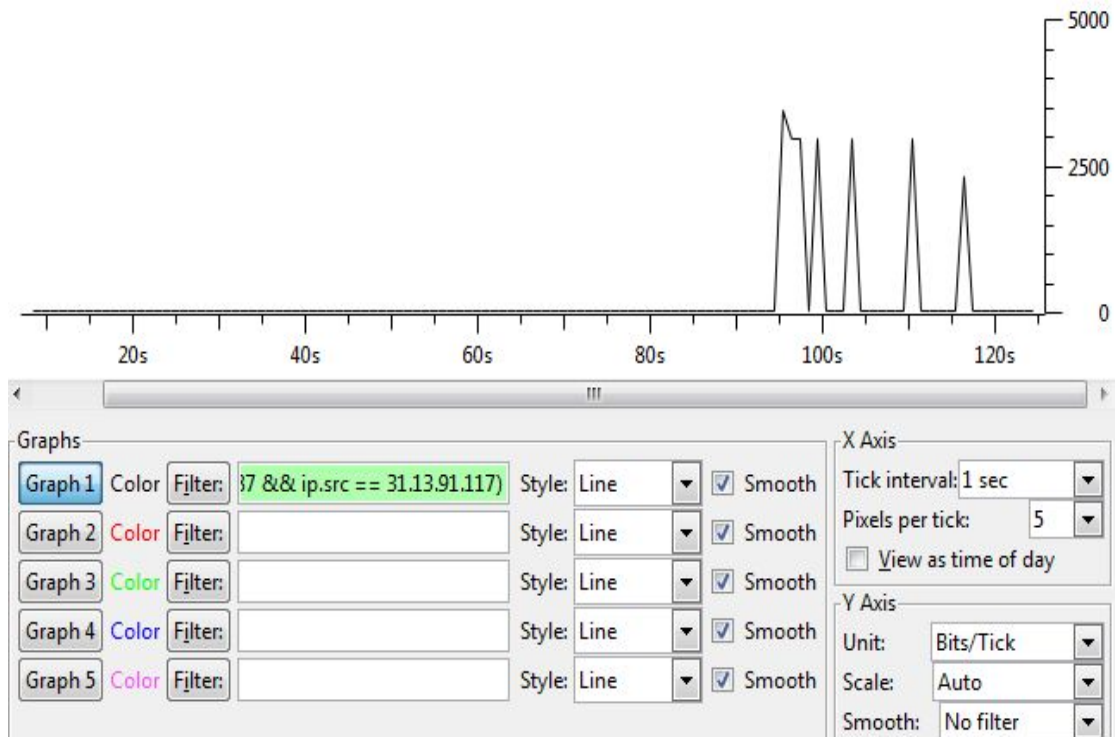 5000
2500
0
20s 40s 60s 80s 100s 120s
Graphs
Graph 1 Color Filter: 37 && ip.src == 31.13.91.117) Style: Line Smooth
Graph 2 Color Filter: Style: Line Smooth
Graph 3 Color Filter: Style: Line Smooth
Graph 4 Color Filter: Style: Line Smooth
Graph 5 Color Filter: Style: Line Smooth
X Axis
Tick interval: 1 sec
Pixels per tick: 5
View as time of day
Y Axis
Unit: Bits/Tick
Scale: Auto
Smooth: No filter